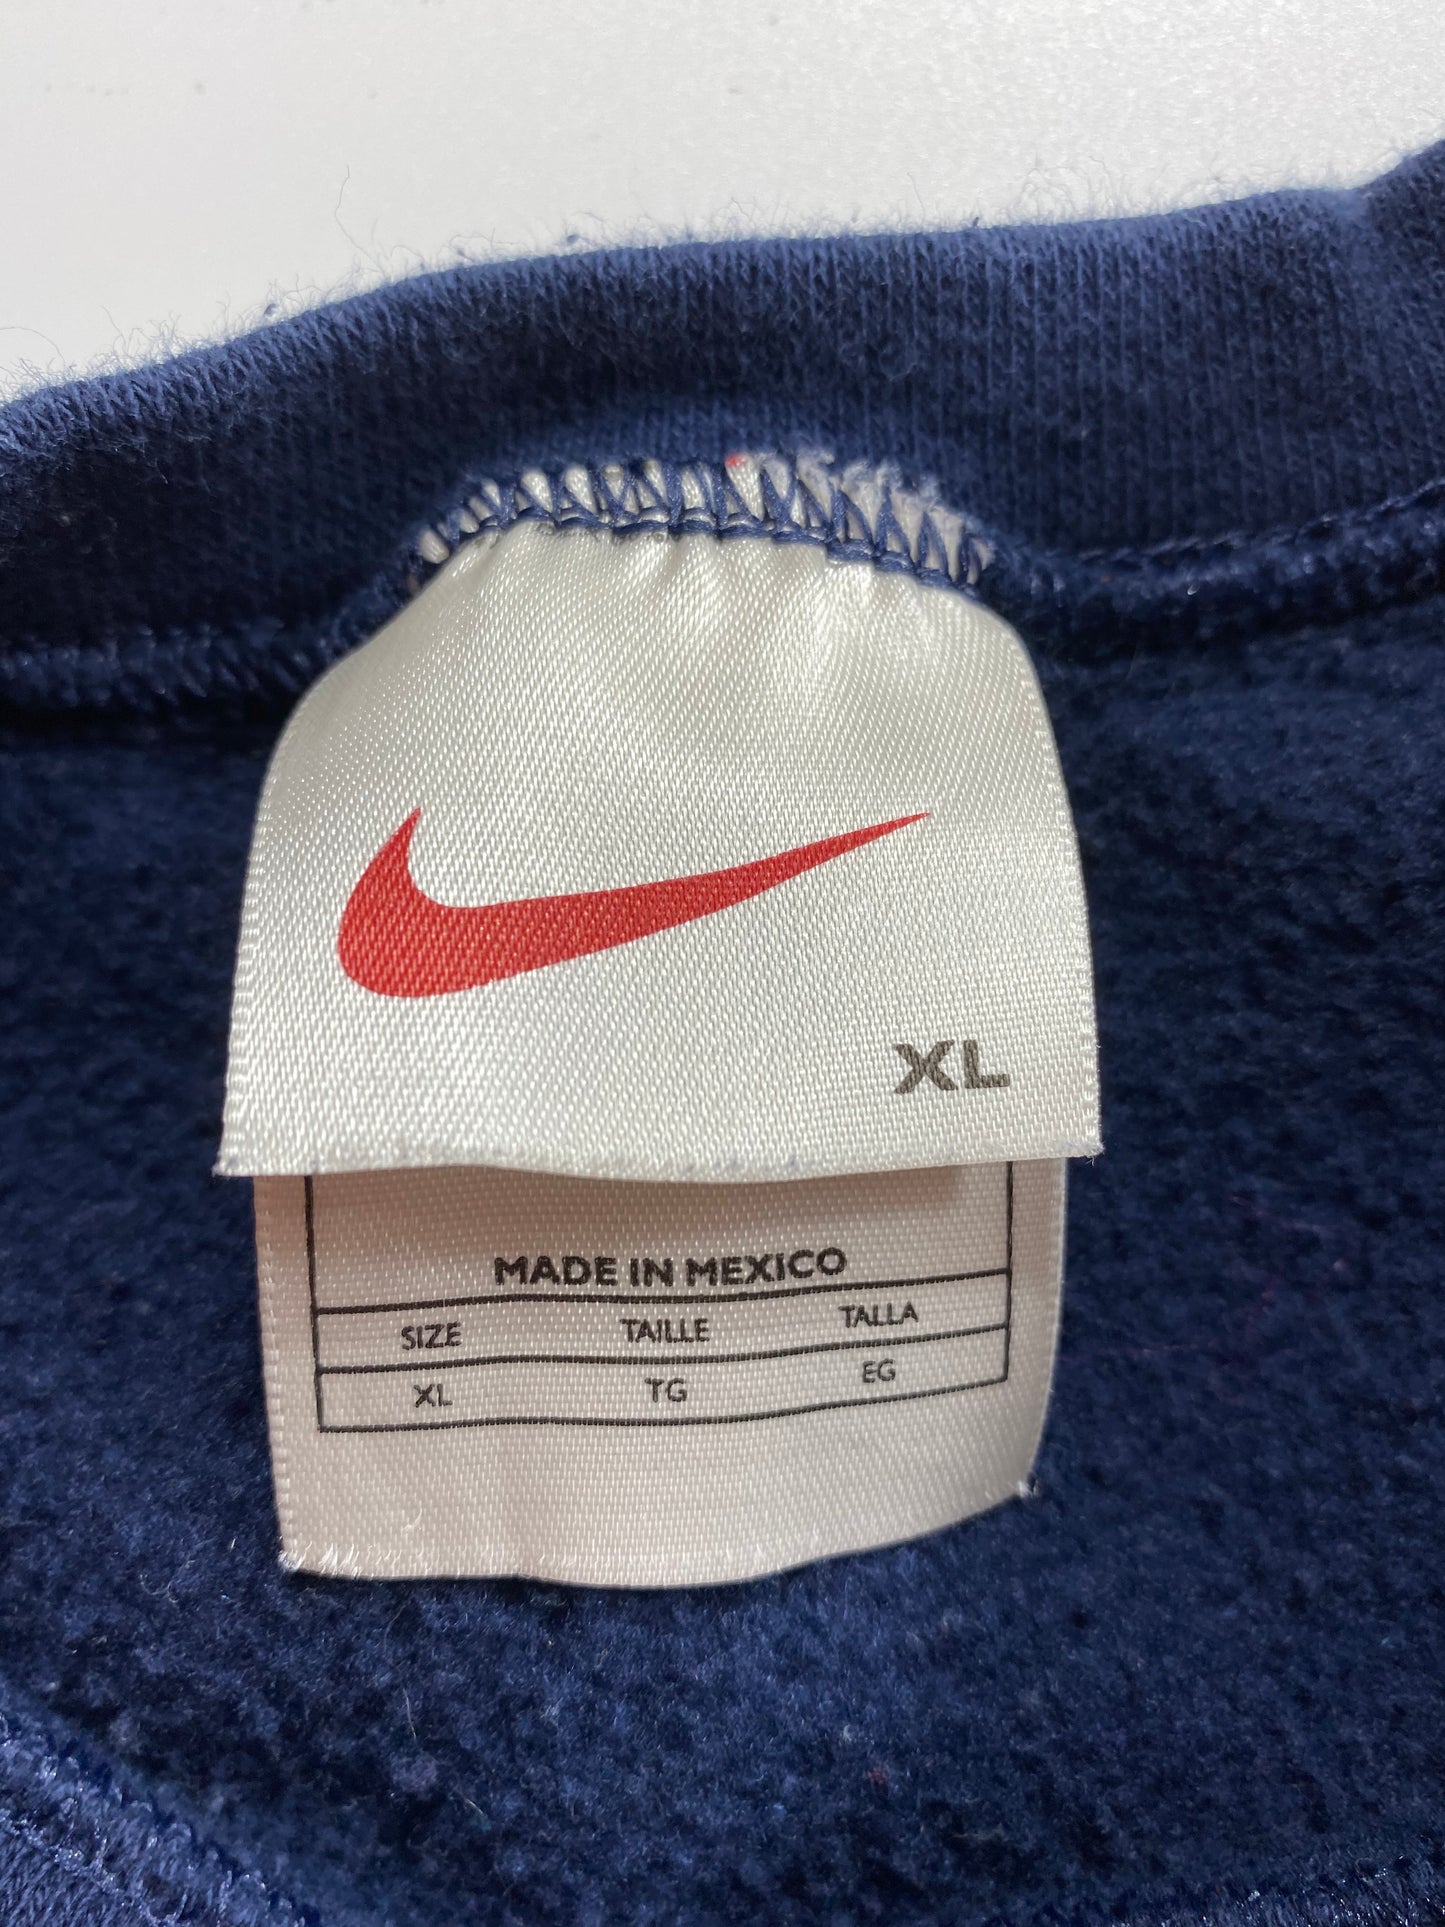 XL
MADE IN MEXICO
SIZE TAILLE TALLA
XL TG EG